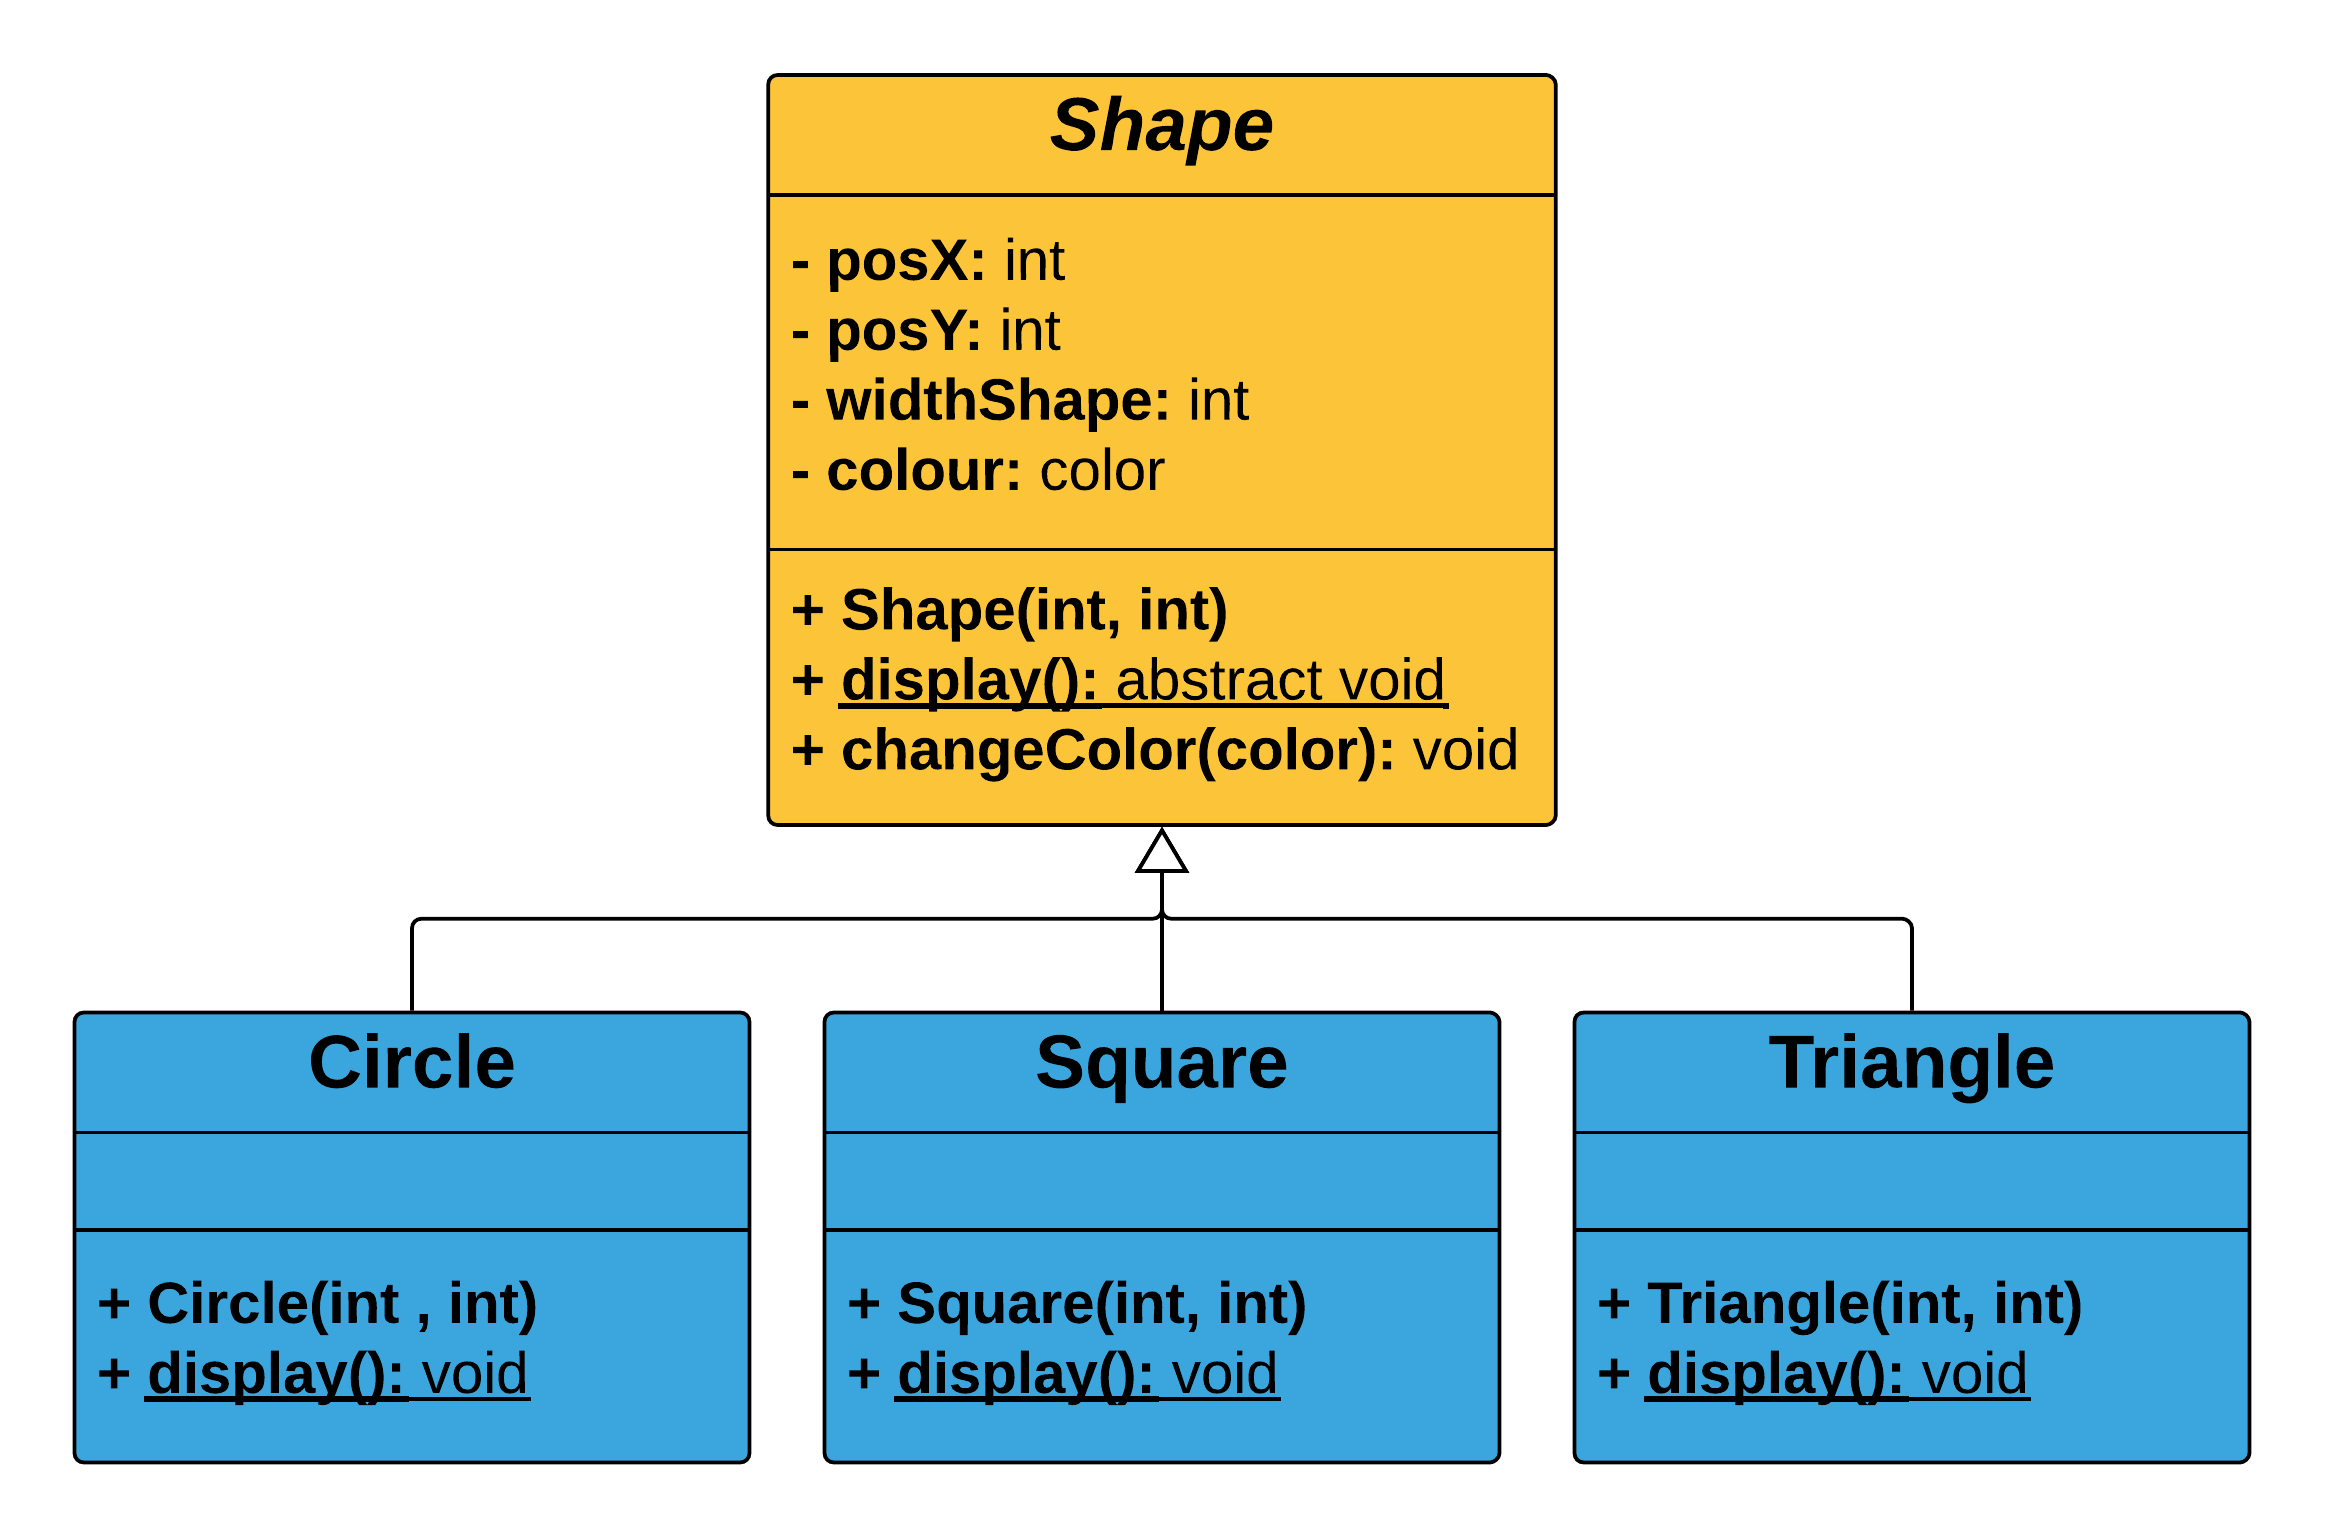 Shape
- posX: int
- posY: int
- widthShape: int
- colour: color
+ Shape(int, int)
+ display(): abstract void
+ changeColor(color): void
Circle
+ Circle(int , int)
+ display(): void
Square
+ Square(int, int)
+ display(): void
Triangle
+ Triangle(int, int)
+ display(): void